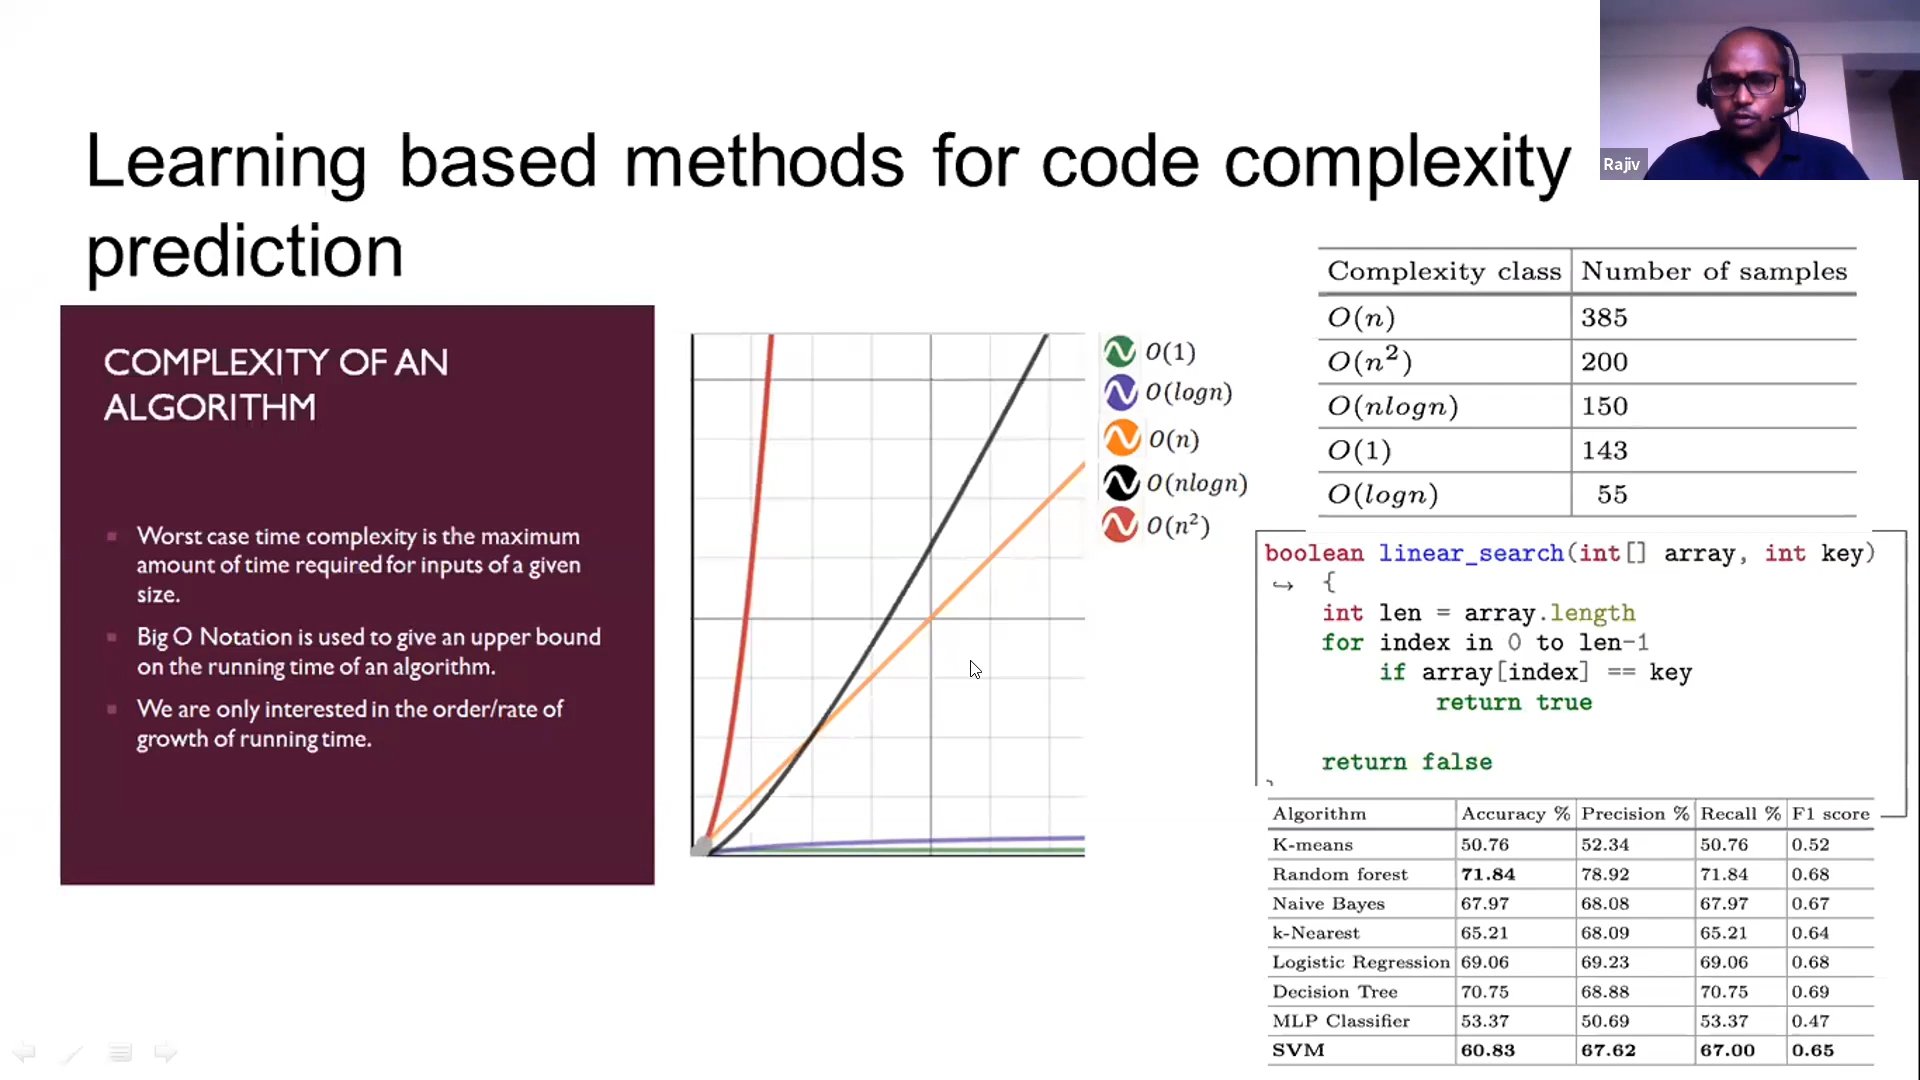 Rajiv
Learning based methods for code complexity
prediction
COMPLEXITY OF AN
ALGORITHM
Worst case time complexity is the maximum
amount of time required for inputs of a given
size.
Big O Notation is used to give an upper bound
on the running time of an algorithm.
We are only interested in the order/rate of
growth of running time.
O(1)
O(logn)
O(n)
O(nlogn)
O(n²)
Complexity class Number of samples
O(n) 385
O(n²) 200
O(nlogn) 150
O(1) 143
O(logn) 55
boolean linear_search(int[] array, int key)
↪ {
int len = array.length
for index in 0 to len-1
if array[index] == key
return true
return false
Algorithm Accuracy % Precision % Recall % F1 score
K-means 50.76 52.34 50.76 0.52
Random forest 71.84 78.92 71.84 0.68
Naive Bayes 67.97 68.08 67.97 0.67
k-Nearest 65.21 68.09 65.21 0.64
Logistic Regression 69.06 69.23 69.06 0.68
Decision Tree 70.75 68.88 70.75 0.69
MLP Classifier 53.37 50.69 53.37 0.47
SVM 60.83 67.62 67.00 0.65